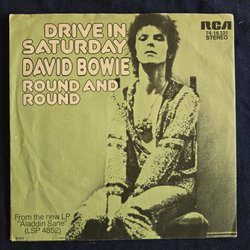 DRIVE IN
SATURDAY
DAVID BOWIE
ROUND AND
ROUND
RCA
74-16 321
STEREO
From the new LP
"Aladdin Sane"
(LSP 4852)